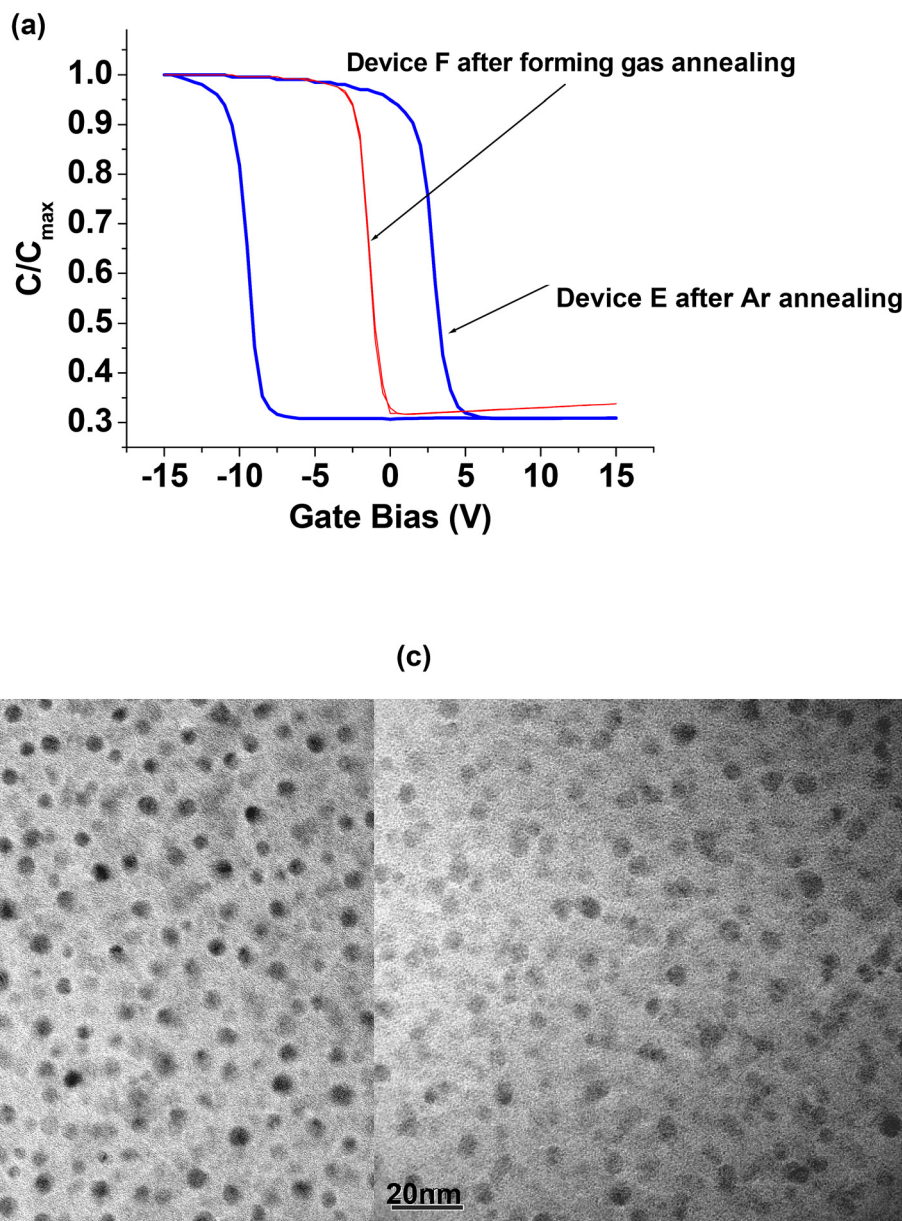 (a)
Device F after forming gas annealing
1.0
0.9
0.8
0.7
0.6
0.5
0.4
0.3
C/Cmax
Device E after Ar annealing
-15 -10 -5 0 5 10 15
Gate Bias (V)
(c)
20nm